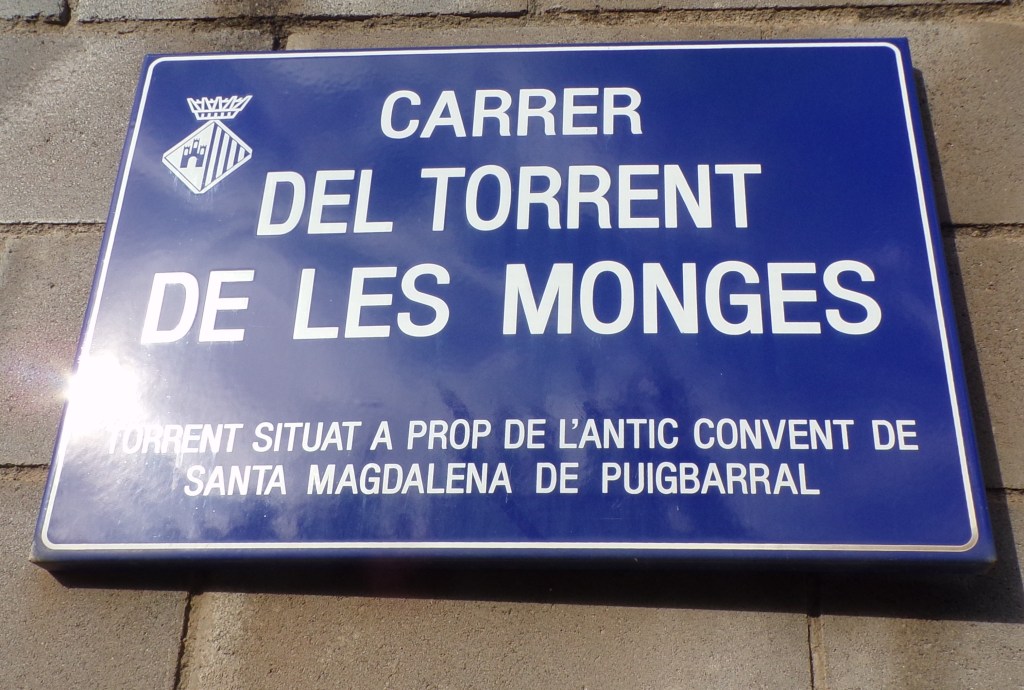 CARRER
DEL TORRENT
DE LES MONGES
TORRENT SITUAT A PROP DE L'ANTIC CONVENT DE
SANTA MAGDALENA DE PUIGBARRAL